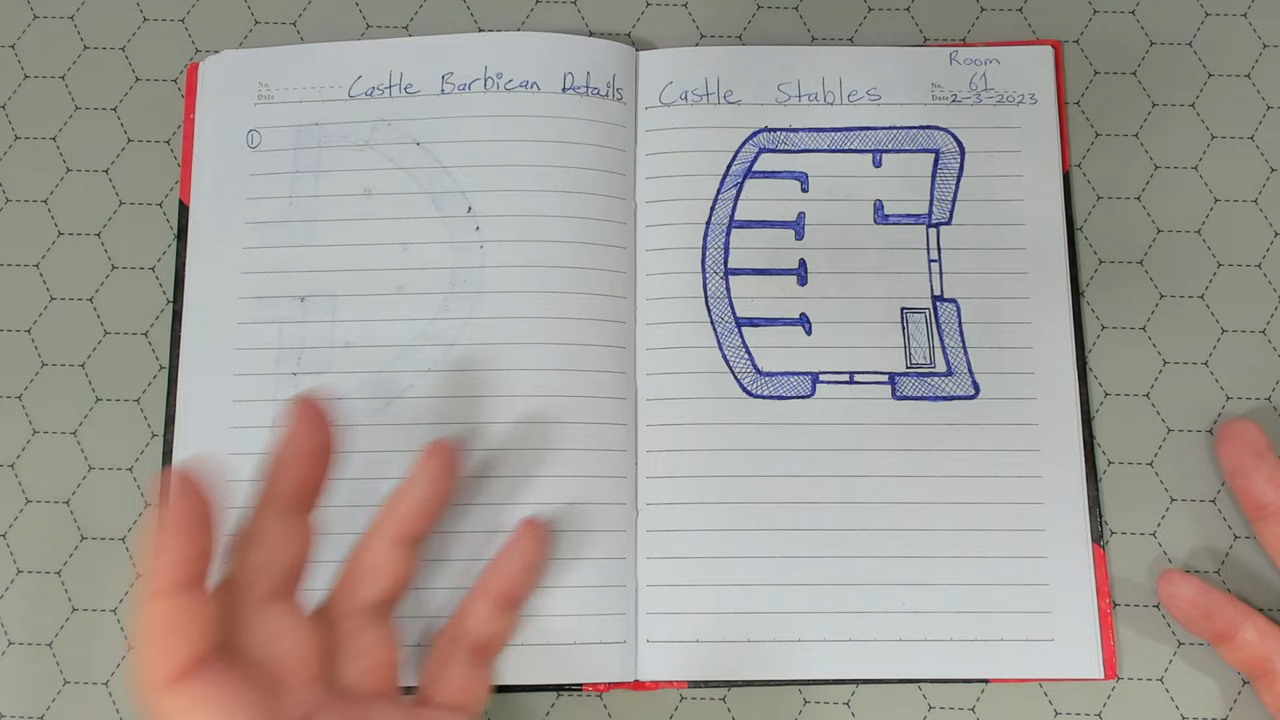 No.
Date
Castle Barbican Details
①
Castle Stables
Room
No. 61
Date 2-3-2023